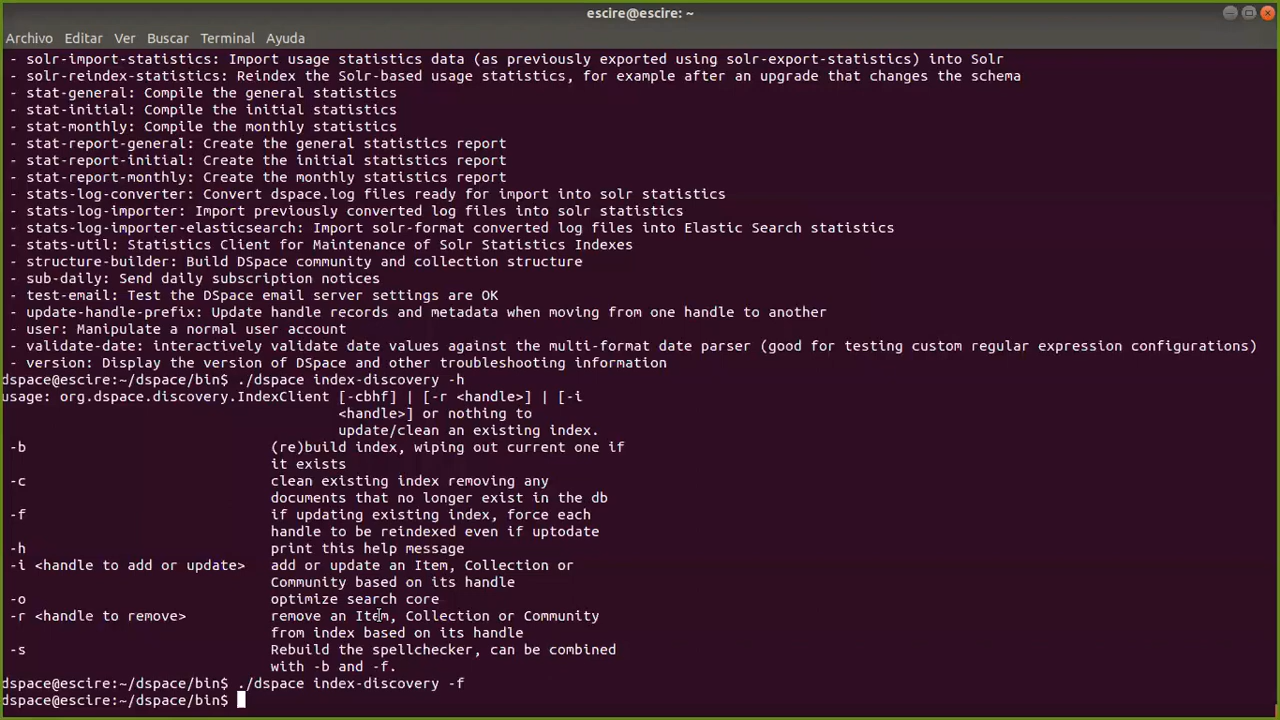 escire@escire: ~
Archivo Editar Ver Buscar Terminal Ayuda
- solr-import-statistics: Import usage statistics data (as previously exported using solr-export-statistics) into Solr
- solr-reindex-statistics: Reindex the Solr-based usage statistics, for example after an upgrade that changes the schema
- stat-general: Compile the general statistics
- stat-initial: Compile the initial statistics
- stat-monthly: Compile the monthly statistics
- stat-report-general: Create the general statistics report
- stat-report-initial: Create the initial statistics report
- stat-report-monthly: Create the monthly statistics report
- stats-log-converter: Convert dspace.log files ready for import into solr statistics
- stats-log-importer: Import previously converted log files into solr statistics
- stats-log-importer-elasticsearch: Import solr-format converted log files into Elastic Search statistics
- stats-util: Statistics Client for Maintenance of Solr Statistics Indexes
- structure-builder: Build DSpace community and collection structure
- sub-daily: Send daily subscription notices
- test-email: Test the DSpace email server settings are OK
- update-handle-prefix: Update handle records and metadata when moving from one handle to another
- user: Manipulate a normal user account
- validate-date: interactively validate date values against the multi-format date parser (good for testing custom regular expression configurations)
- version: Display the version of DSpace and other troubleshooting information
dspace@escire:~/dspace/bin$ ./dspace index-discovery -h
usage: org.dspace.discovery.IndexClient [-cbhf] | [-r <handle>] | [-i
<handle>] or nothing to
update/clean an existing index.
-b (re)build index, wiping out current one if
it exists
-c clean existing index removing any
documents that no longer exist in the db
-f if updating existing index, force each
handle to be reindexed even if uptodate
-h print this help message
-i <handle to add or update> add or update an Item, Collection or
Community based on its handle
-o optimize search core
-r <handle to remove> remove an Item, Collection or Community
from index based on its handle
-s Rebuild the spellchecker, can be combined
with -b and -f.
dspace@escire:~/dspace/bin$ ./dspace index-discovery -f
dspace@escire:~/dspace/bin$